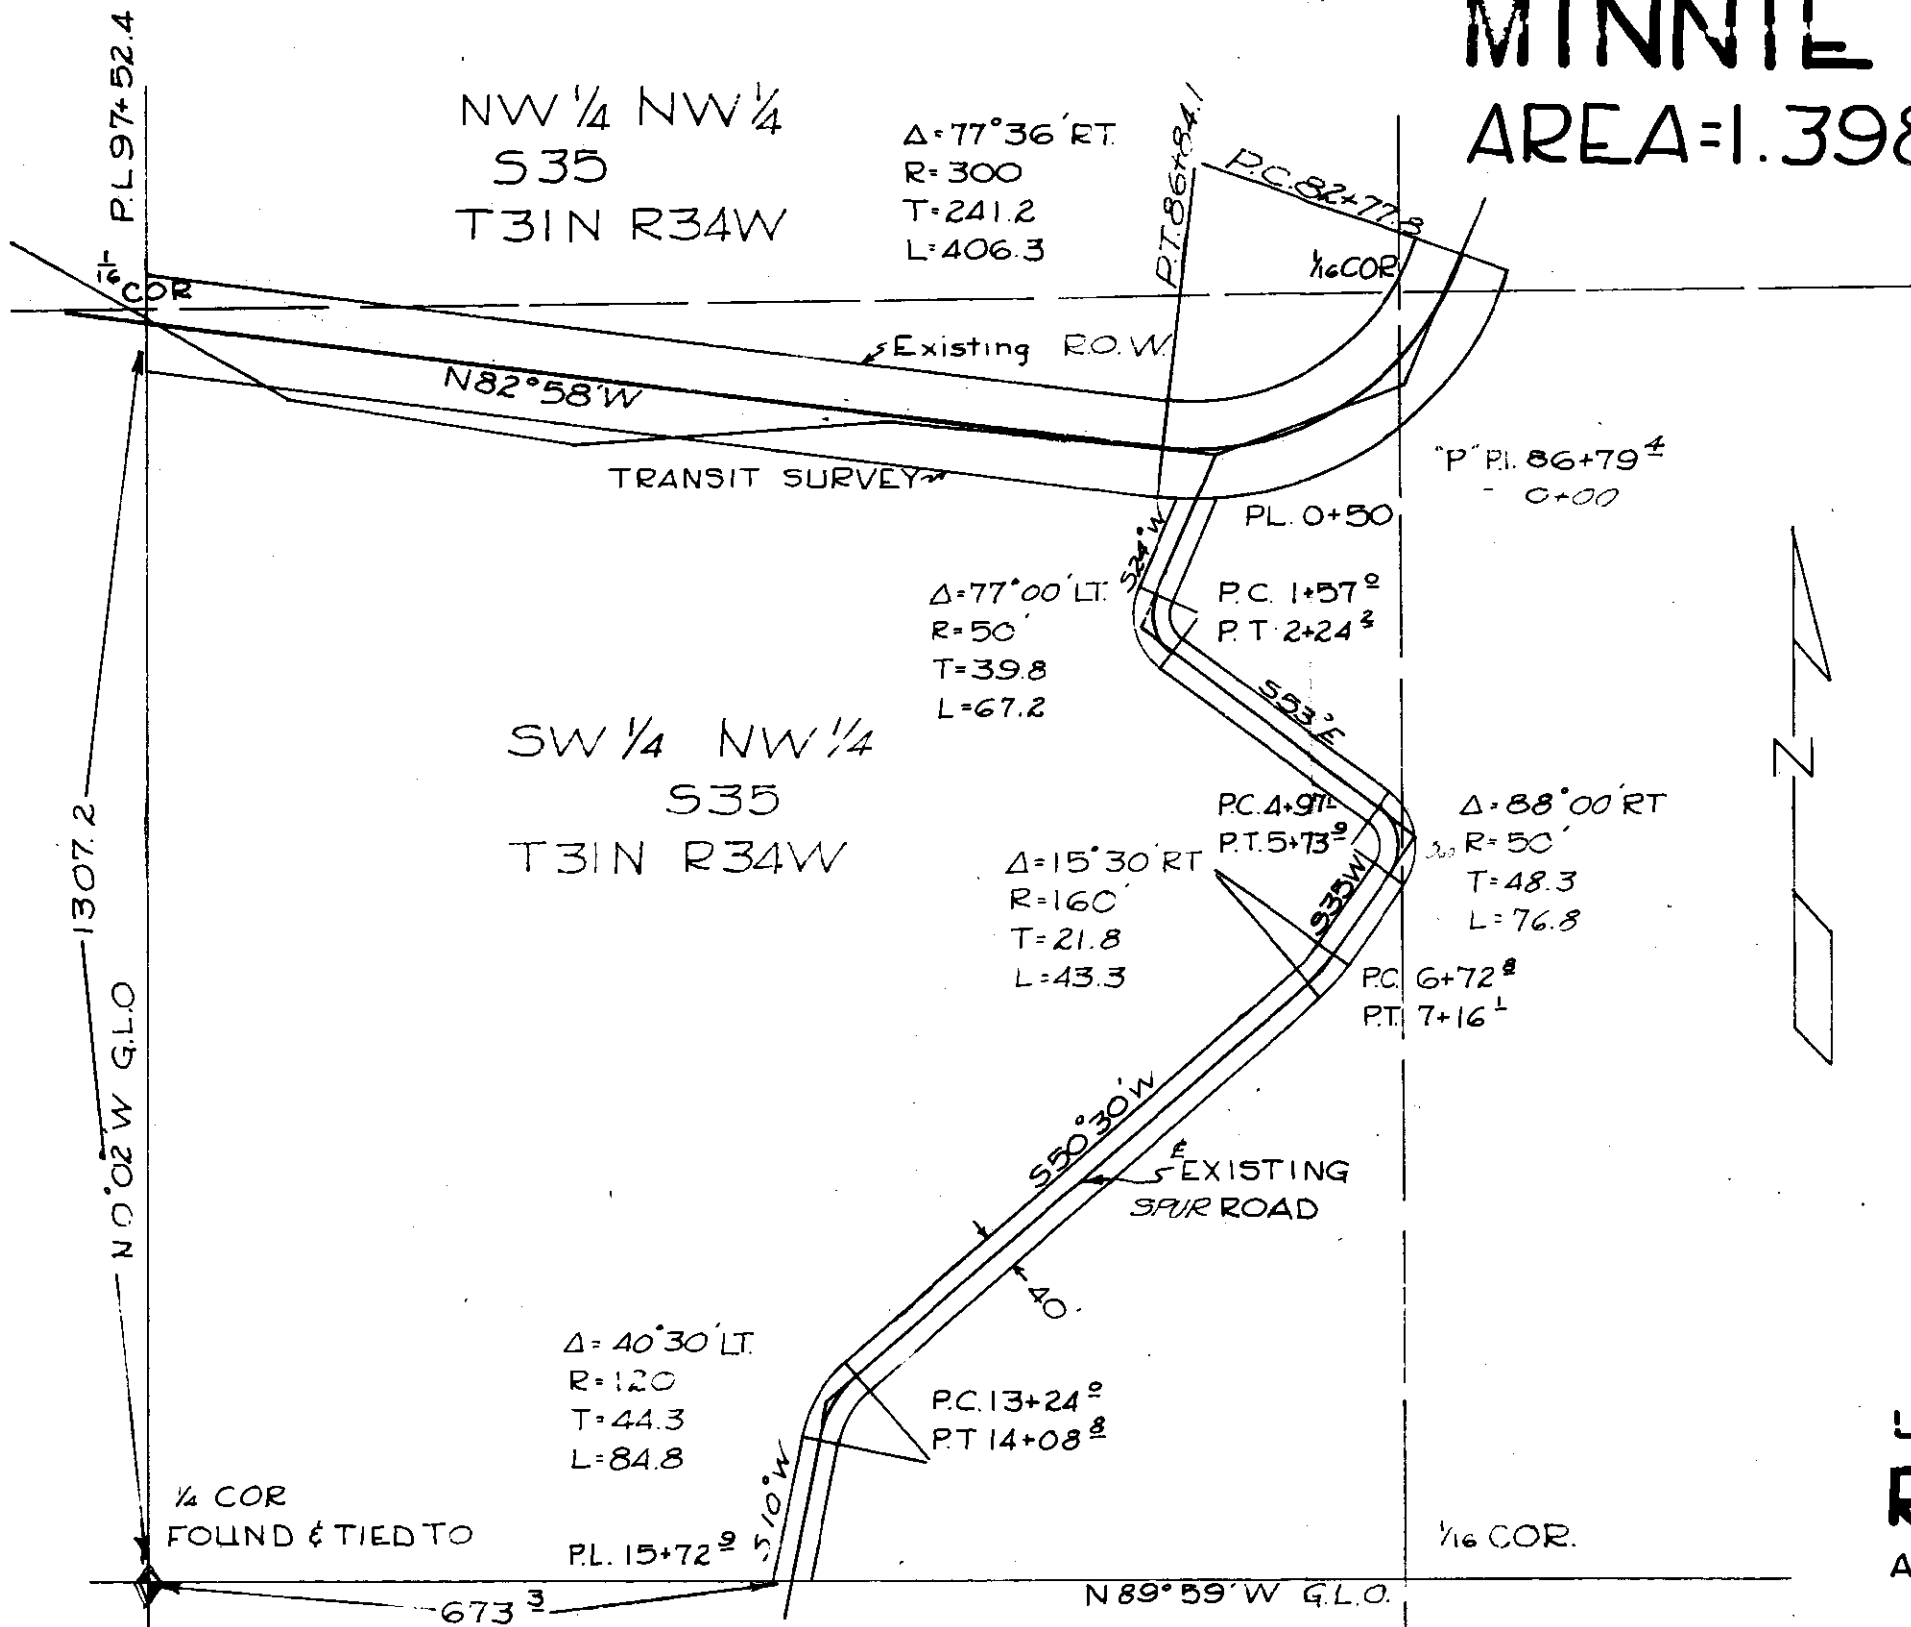 MINNIE
AREA=1.398
P.L.97+52.4
NW 1/4 NW 1/4
S35
T31N R34W
Δ=77°36' RT.
R=300
T=241.2
L=406.3
P.T.86+84.1
P.C.82+77.8
1/16 COR
1/16 COR
Existing R.O.W.
N82°58'W
TRANSIT SURVEY
"P" P.I. 86+79 4
0+00
PL. 0+50
S24°W
Δ=77°00' LT.
R=50'
T=39.8
L=67.2
P.C. 1+57 0
P.T. 2+24 2
S53°E
SW 1/4 NW 1/4
S35
T31N R34W
P.C. 4+97 1
P.T. 5+73 9
Δ=88°00' RT
R=50'
T=48.3
L=76.8
Δ=15°30' RT
R=160'
T=21.8
L=43.3
S35W
P.C. 6+72 8
P.T. 7+16 1
1307.2
N 0°02' W G.L.O
S50°30'W
EXISTING
SPUR ROAD
40
Δ=40°30' LT.
R=120
T=44.3
L=84.8
P.C. 13+24 0
P.T 14+08 8
S10°W
1/4 COR
FOUND & TIED TO
P.L. 15+72 9
1/16 COR.
673 3
N 89°59' W G.L.O.
N
R
A